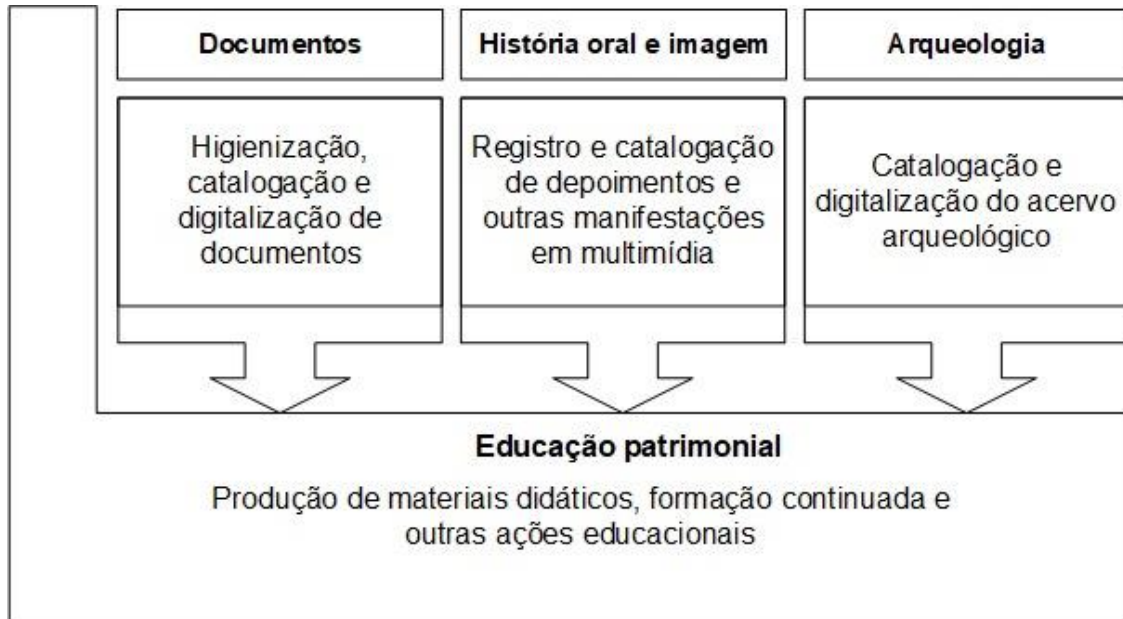 Documentos
Higienização,
catalogação e
digitalização de
documentos
História oral e imagem
Registro e catalogação
de depoimentos e
outras manifestações
em multimídia
Arqueologia
Catalogação e
digitalização do acervo
arqueológico
Educação patrimonial
Produção de materiais didáticos, formação continuada e
outras ações educacionais